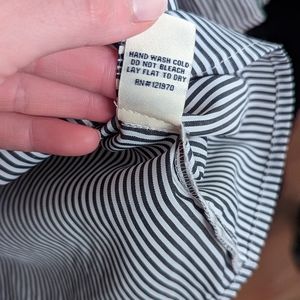 HAND WASH COLD
DO NOT BLEACH
LAY FLAT TO DRY
RN#121970